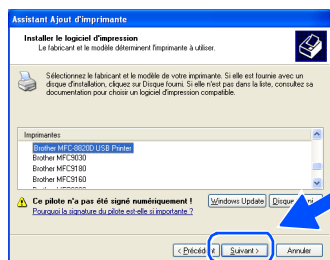 Assistant Ajout d'imprimante
Installer le logiciel d'impression
Le fabricant et le modèle déterminent l'imprimante à utiliser.
Sélectionnez le fabricant et le modèle de votre imprimante. Si elle est fournie avec un
disque d'installation, cliquez sur Disque fourni. Si elle n'est pas dans la liste, consultez sa
documentation pour choisir un logiciel d'impression compatible.
Imprimantes
Brother MFC-8820D USB Printer
Brother MFC9030
Brother MFC9180
Brother MFC9160
Ce pilote n'a pas été signé numériquement !
Windows Update
Disque
Pourquoi la signature du pilote est-elle si importante ?
< Précédent
Suivant >
Annuler